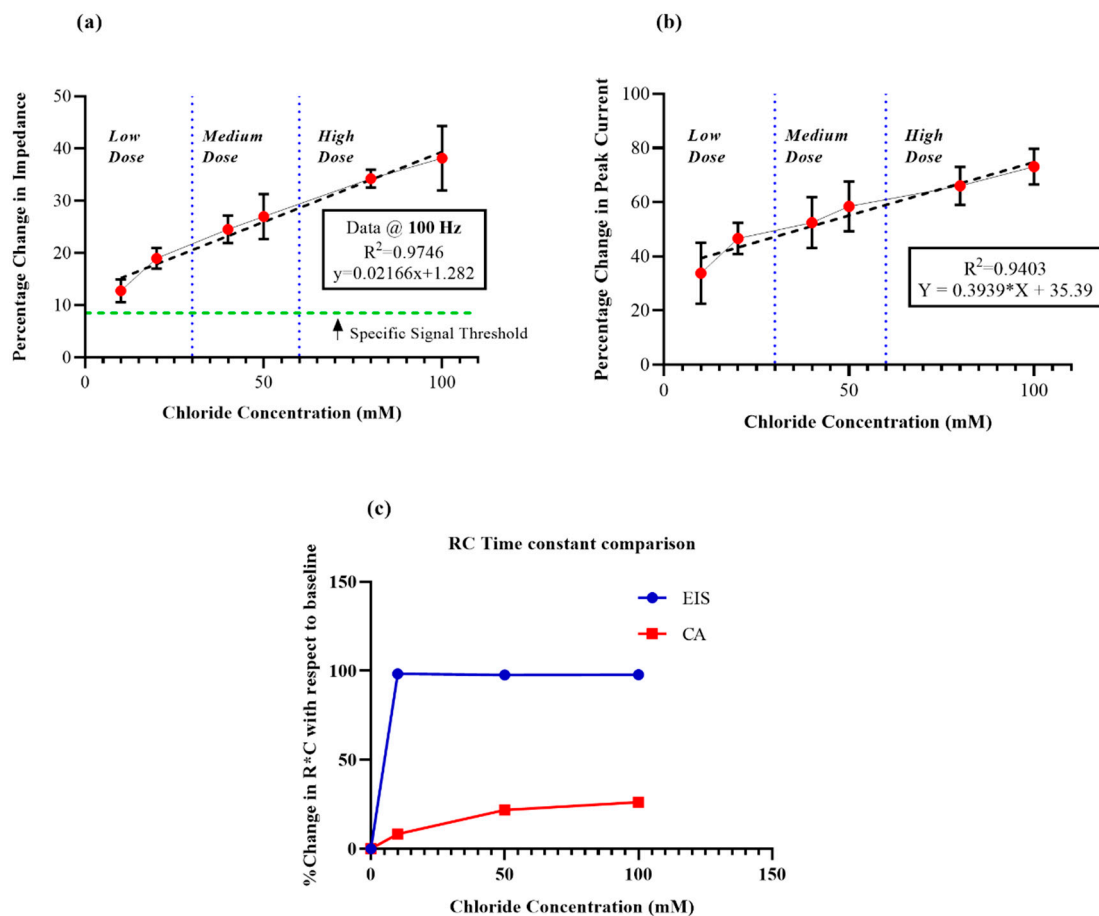 (a)
Percentage Change in Impedance
50
40
30
20
10
0
Low
Dose
Medium
Dose
High
Dose
Data @ 100 Hz
R²=0.9746
y=0.02166x+1.282
Specific Signal Threshold
0
50
100
Chloride Concentration (mM)
(b)
Percentage Change in Peak Current
100
80
60
40
20
0
Low
Dose
Medium
Dose
High
Dose
R²=0.9403
Y = 0.3939*X + 35.39
0
50
100
Chloride Concentration (mM)
(c)
RC Time constant comparison
%Change in R*C with respect to baseline
150
100
50
0
EIS
CA
0
50
100
150
Chloride Concentration (mM)